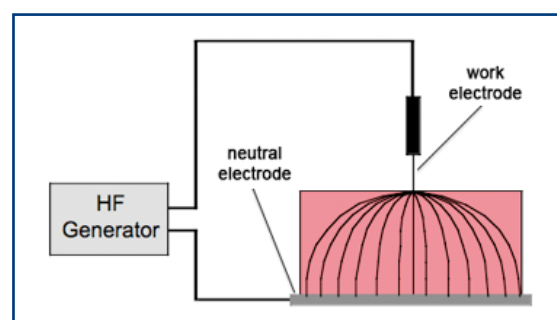 work
electrode
neutral
electrode
HF
Generator